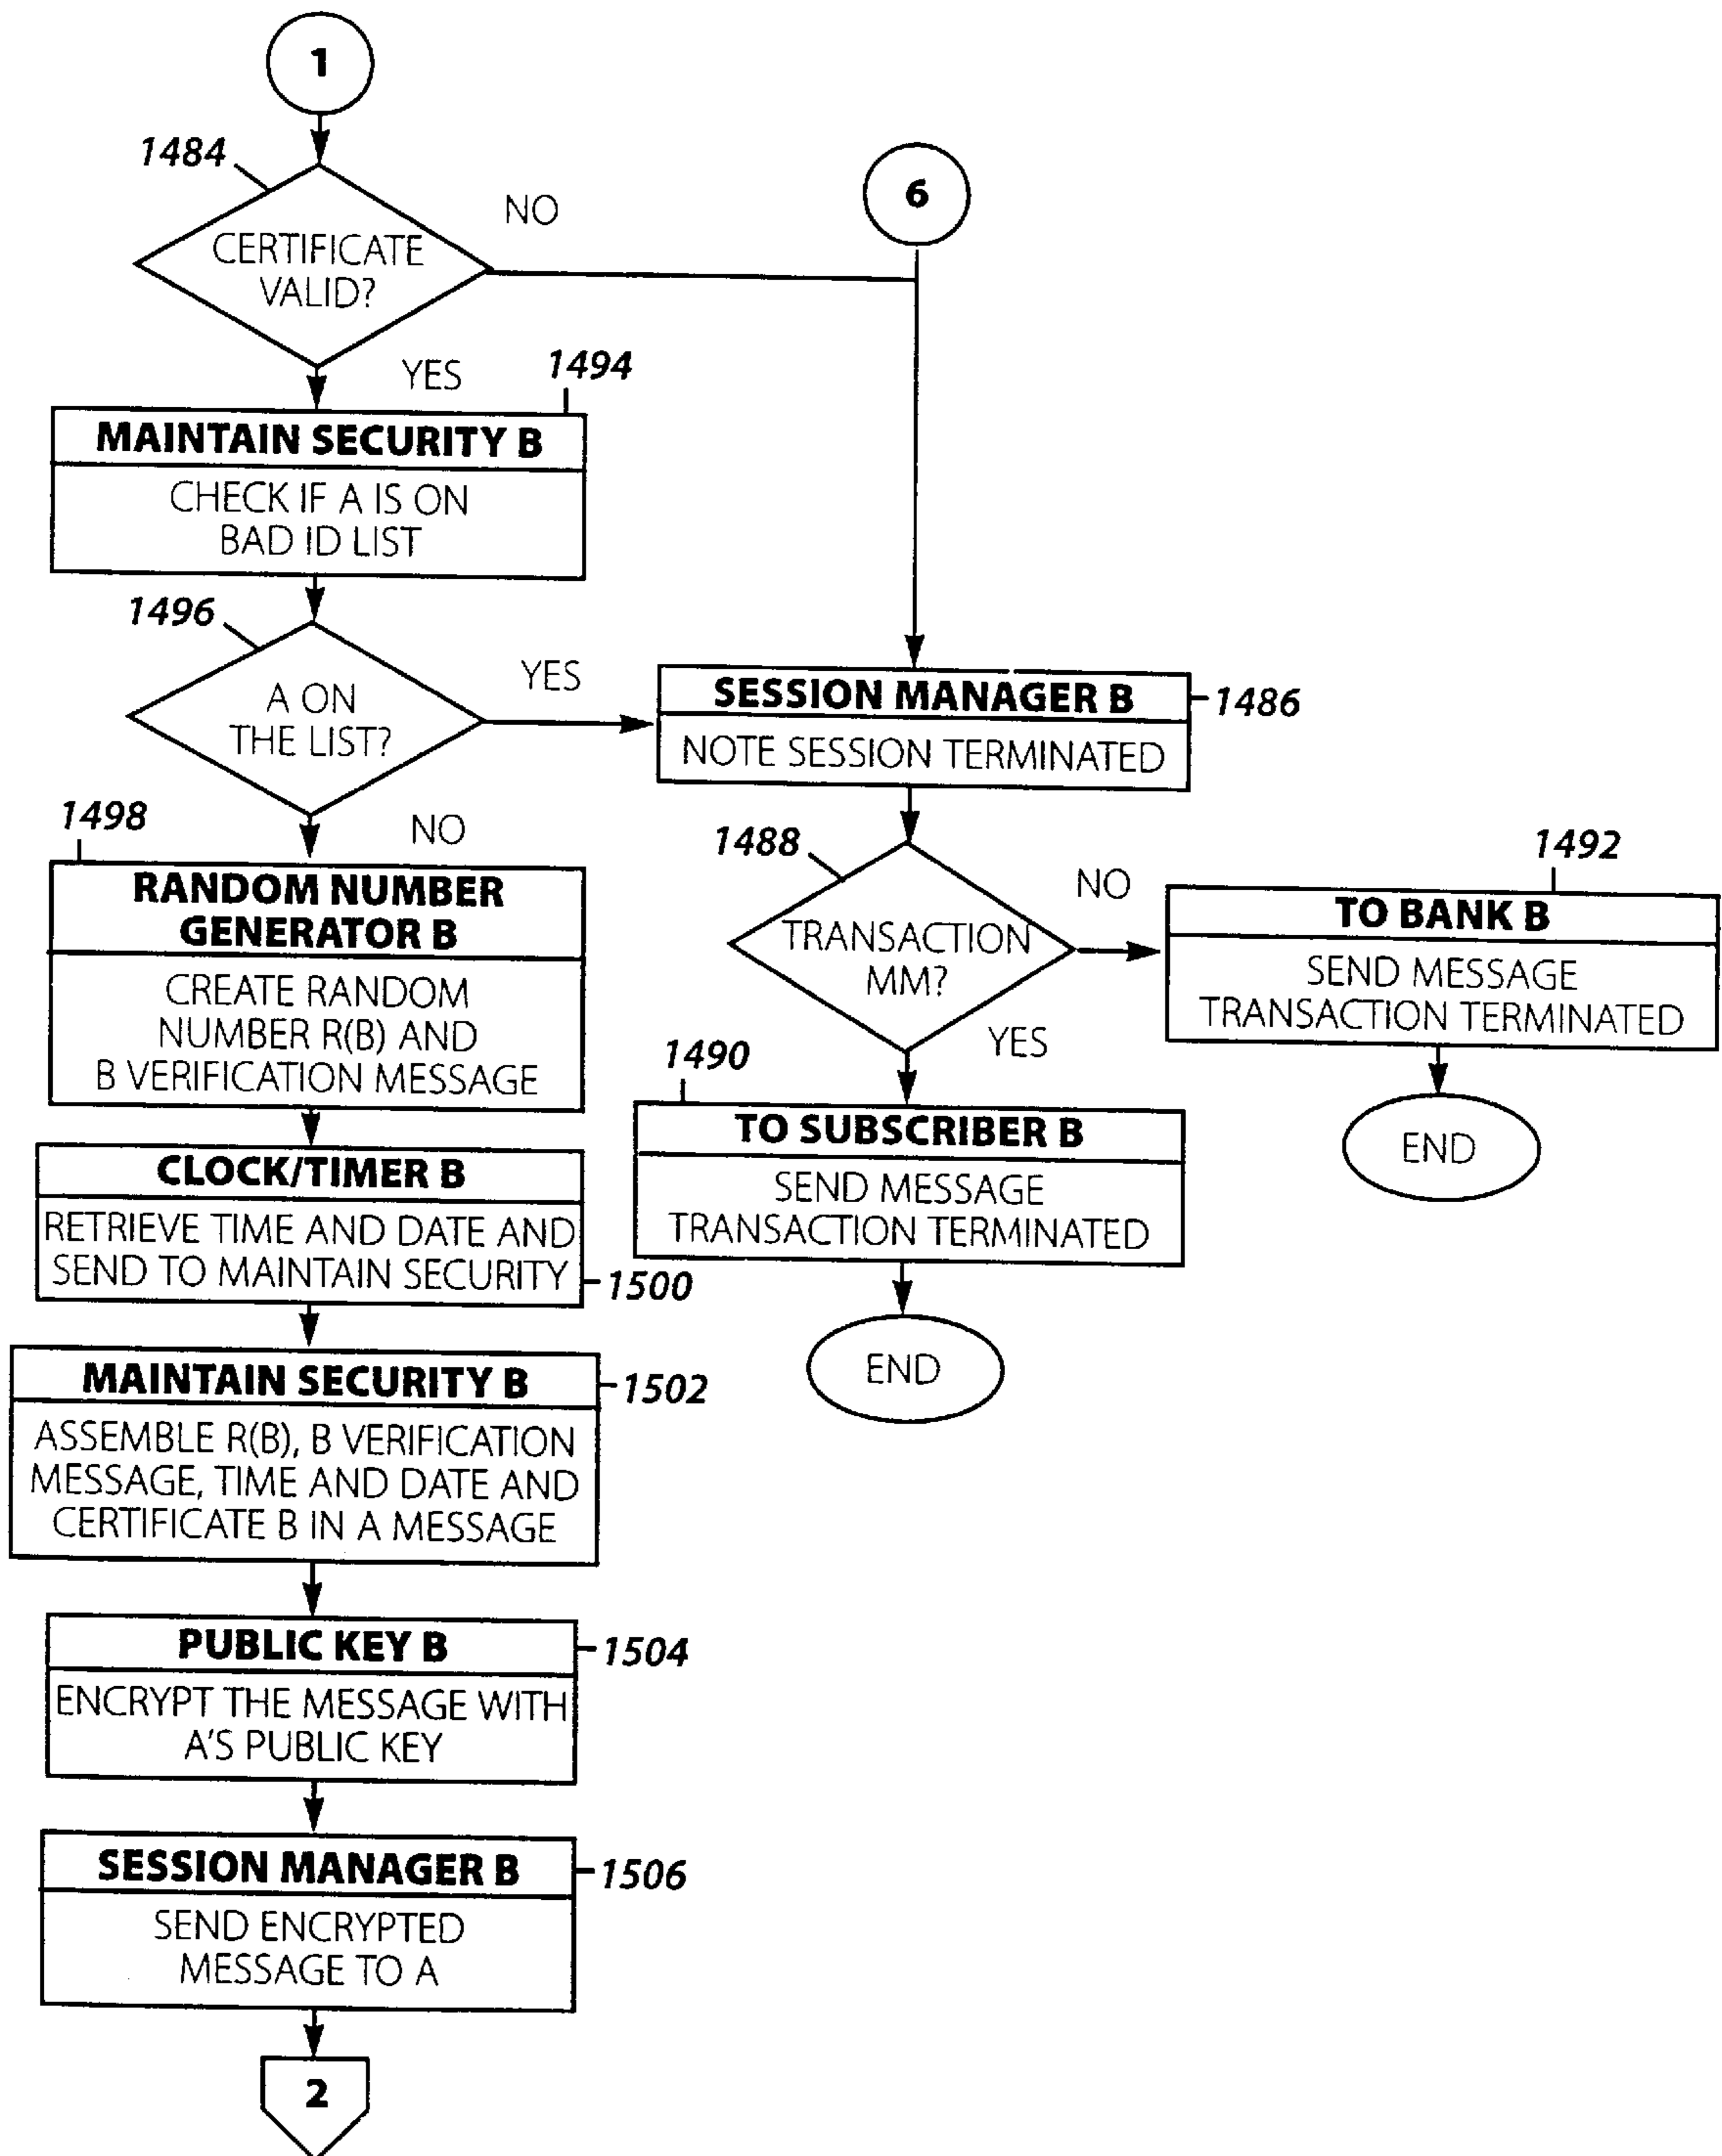 1
1484
NO
6
CERTIFICATE
VALID?
YES
1494
MAINTAIN SECURITY B
CHECK IF A IS ON
BAD ID LIST
1496
A ON
THE LIST?
YES
SESSION MANAGER B
1486
NOTE SESSION TERMINATED
NO
1498
RANDOM NUMBER
GENERATOR B
CREATE RANDOM
NUMBER R(B) AND
B VERIFICATION MESSAGE
1488
TRANSACTION
MM?
NO
1492
TO BANK B
SEND MESSAGE
TRANSACTION TERMINATED
END
YES
1490
TO SUBSCRIBER B
SEND MESSAGE
TRANSACTION TERMINATED
END
CLOCK/TIMER B
RETRIEVE TIME AND DATE AND
SEND TO MAINTAIN SECURITY
1500
MAINTAIN SECURITY B
1502
ASSEMBLE R(B), B VERIFICATION
MESSAGE, TIME AND DATE AND
CERTIFICATE B IN A MESSAGE
PUBLIC KEY B
1504
ENCRYPT THE MESSAGE WITH
A'S PUBLIC KEY
SESSION MANAGER B
1506
SEND ENCRYPTED
MESSAGE TO A
2